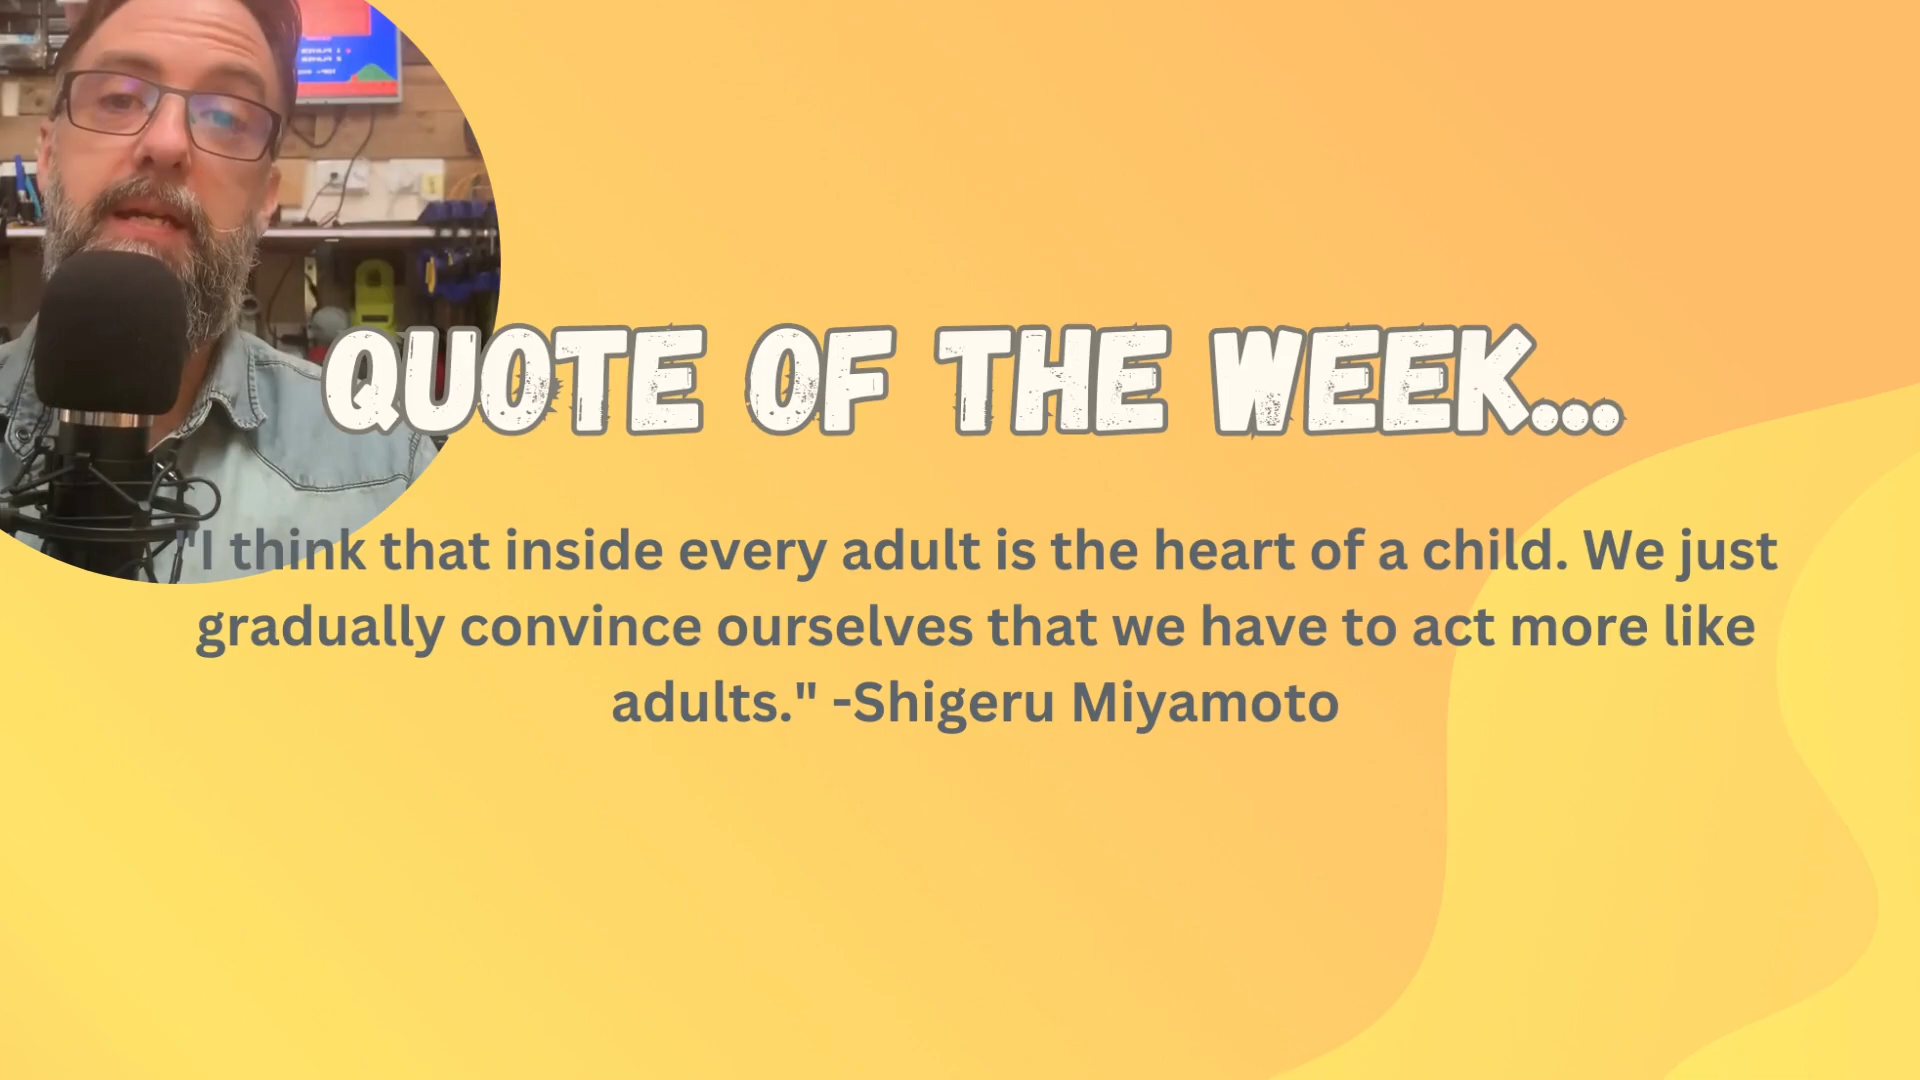 QUOTE OF THE WEEK...
"I think that inside every adult is the heart of a child. We just
gradually convince ourselves that we have to act more like
adults." -Shigeru Miyamoto